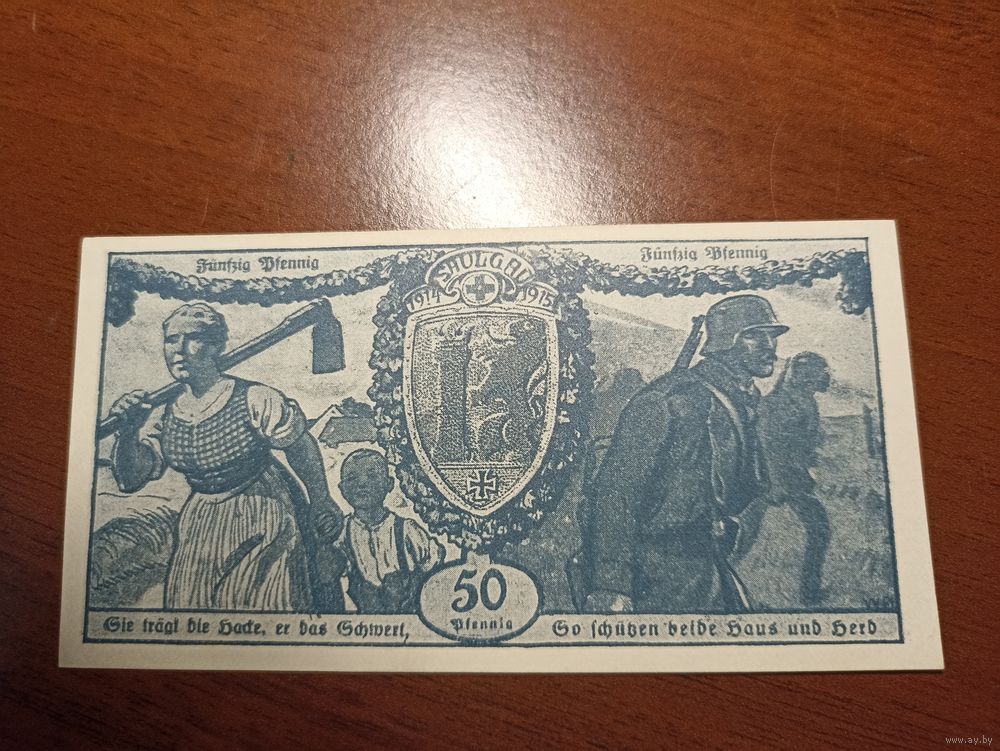 Fünfzig Pfennig
Fünfzig Pfennig
SAULGAU
1914 1915
50
Pfennig
Sie trägt die Hacke, er das Schwert,
So schützen beide Haus und Herd
www.ay.by